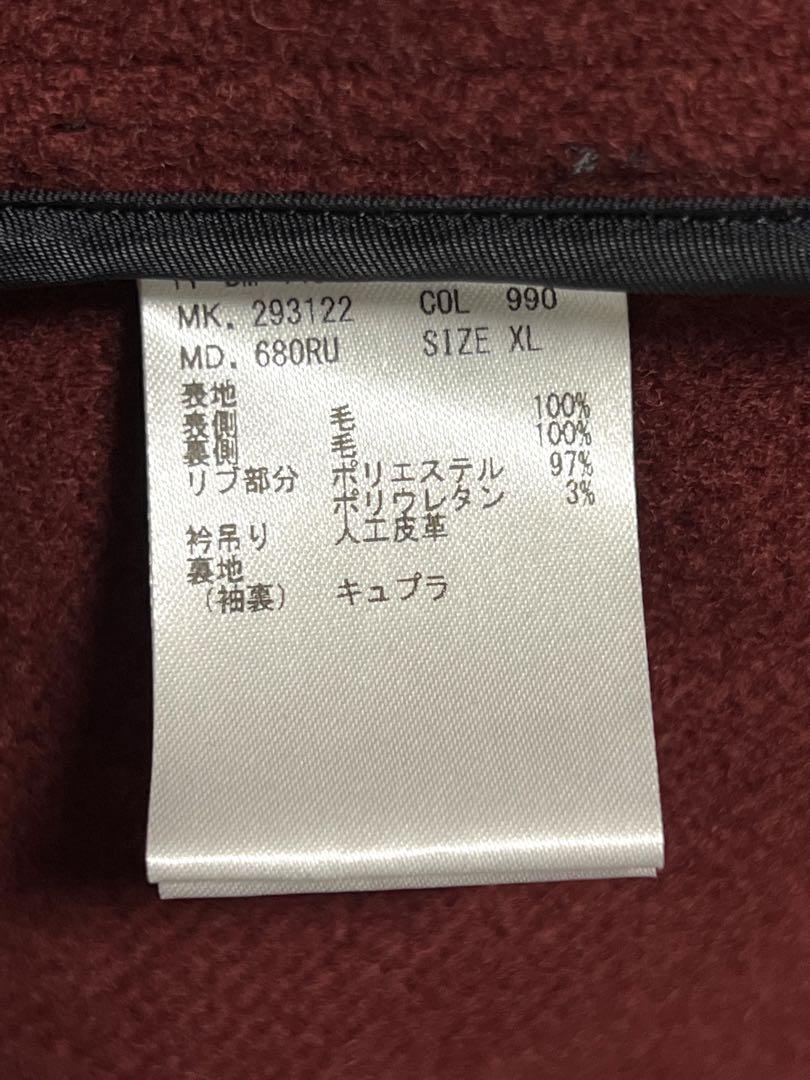 MK. 293122 COL 990
MD. 680RU SIZE XL
表地
表側 毛 100%
裏側 毛 100%
リブ部分 ポリエステル 97%
ポリウレタン 3%
衿吊り 人工皮革
裏地
(袖裏) キュプラ